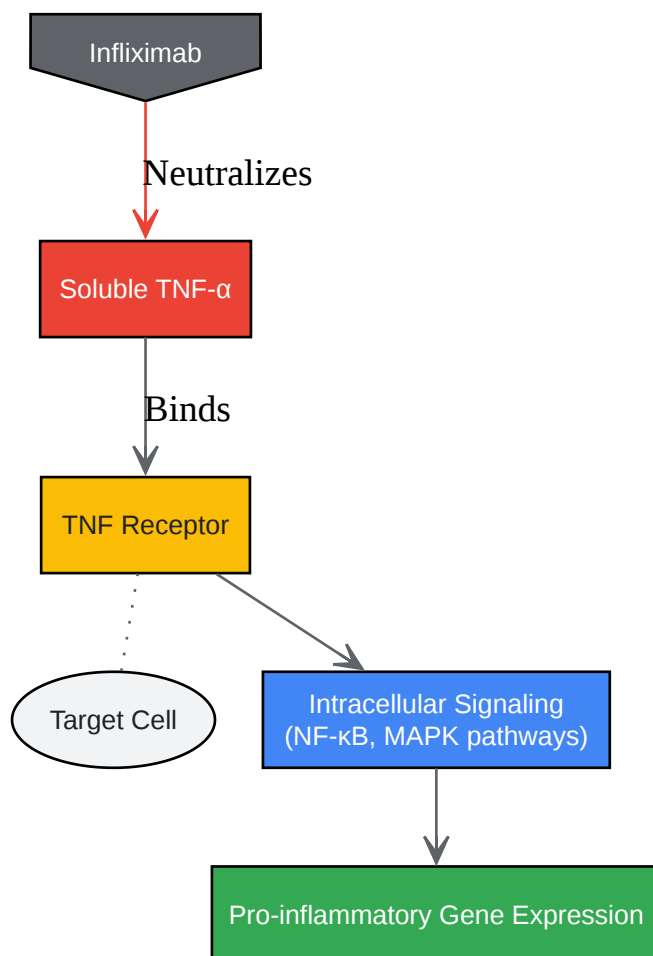 Infliximab
Neutralizes
Soluble TNF-α
Binds
TNF Receptor
Target Cell
Intracellular Signaling
(NF-κB, MAPK pathways)
Pro-inflammatory Gene Expression